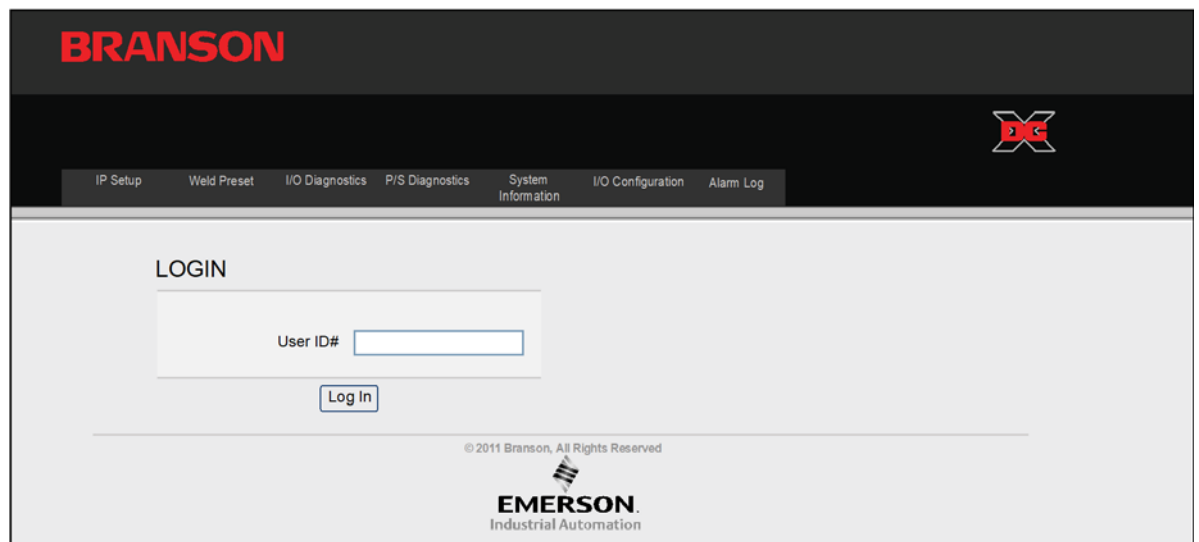 BRANSON
DCX
IP Setup
Weld Preset
I/O Diagnostics
P/S Diagnostics
System
Information
I/O Configuration
Alarm Log
LOGIN
User ID#
Log In
© 2011 Branson, All Rights Reserved
EMERSON.
Industrial Automation